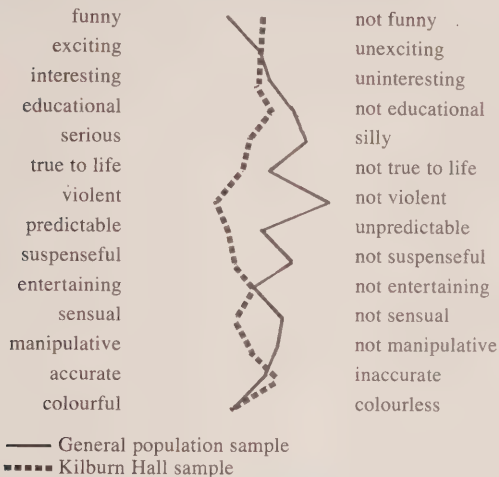 funny not funny
exciting unexciting
interesting uninteresting
educational not educational
serious silly
true to life not true to life
violent not violent
predictable unpredictable
suspenseful not suspenseful
entertaining not entertaining
sensual not sensual
manipulative not manipulative
accurate inaccurate
colourful colourless
General population sample
Kilburn Hall sample